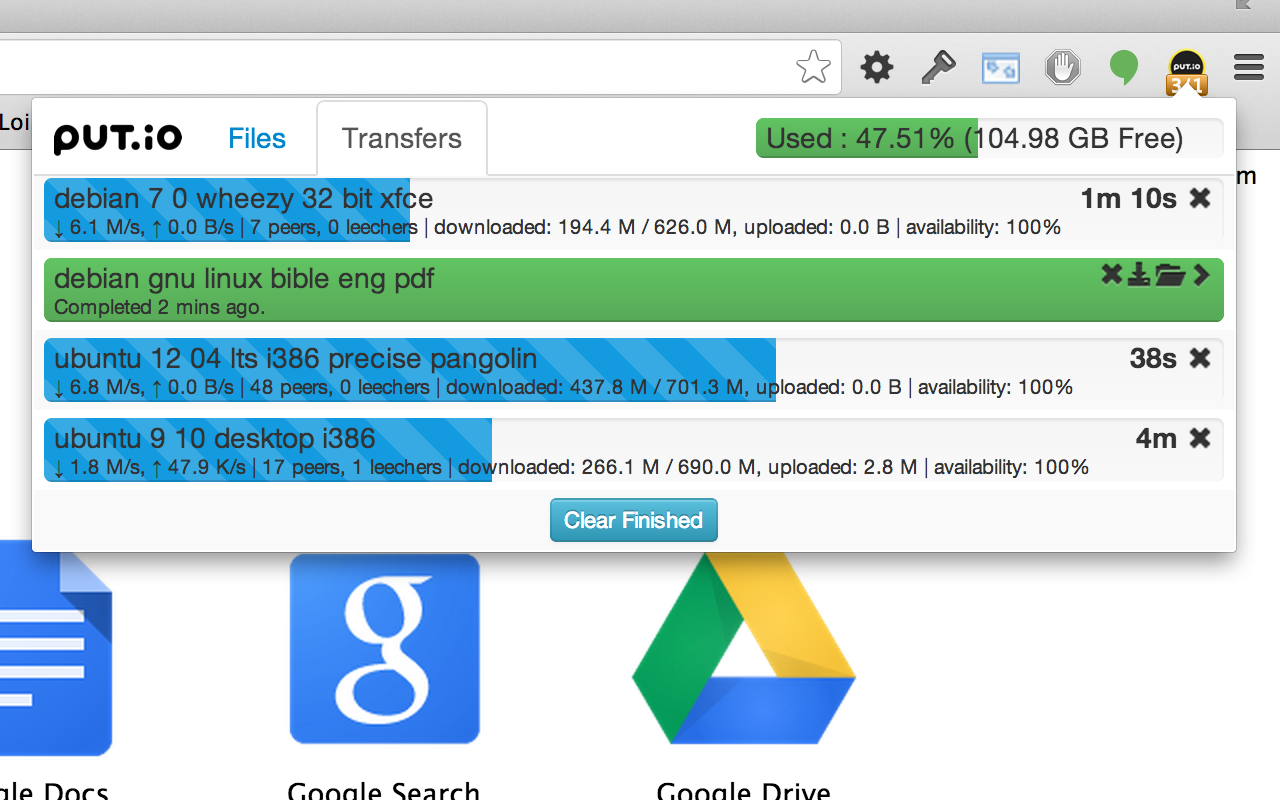 put.io
3/1
Loi
PUT.iO Files Transfers Used : 47.51% (104.98 GB Free)
m
debian 7 0 wheezy 32 bit xfce 1m 10s
↓ 6.1 M/s, ↑ 0.0 B/s | 7 peers, 0 leechers | downloaded: 194.4 M / 626.0 M, uploaded: 0.0 B | availability: 100%
debian gnu linux bible eng pdf
Completed 2 mins ago.
ubuntu 12 04 lts i386 precise pangolin 38s
↓ 6.8 M/s, ↑ 0.0 B/s | 48 peers, 0 leechers | downloaded: 437.8 M / 701.3 M, uploaded: 0.0 B | availability: 100%
ubuntu 9 10 desktop i386 4m
↓ 1.8 M/s, ↑ 47.9 K/s | 17 peers, 1 leechers | downloaded: 266.1 M / 690.0 M, uploaded: 2.8 M | availability: 100%
Clear Finished
g
gle Docs Google Search Google Drive